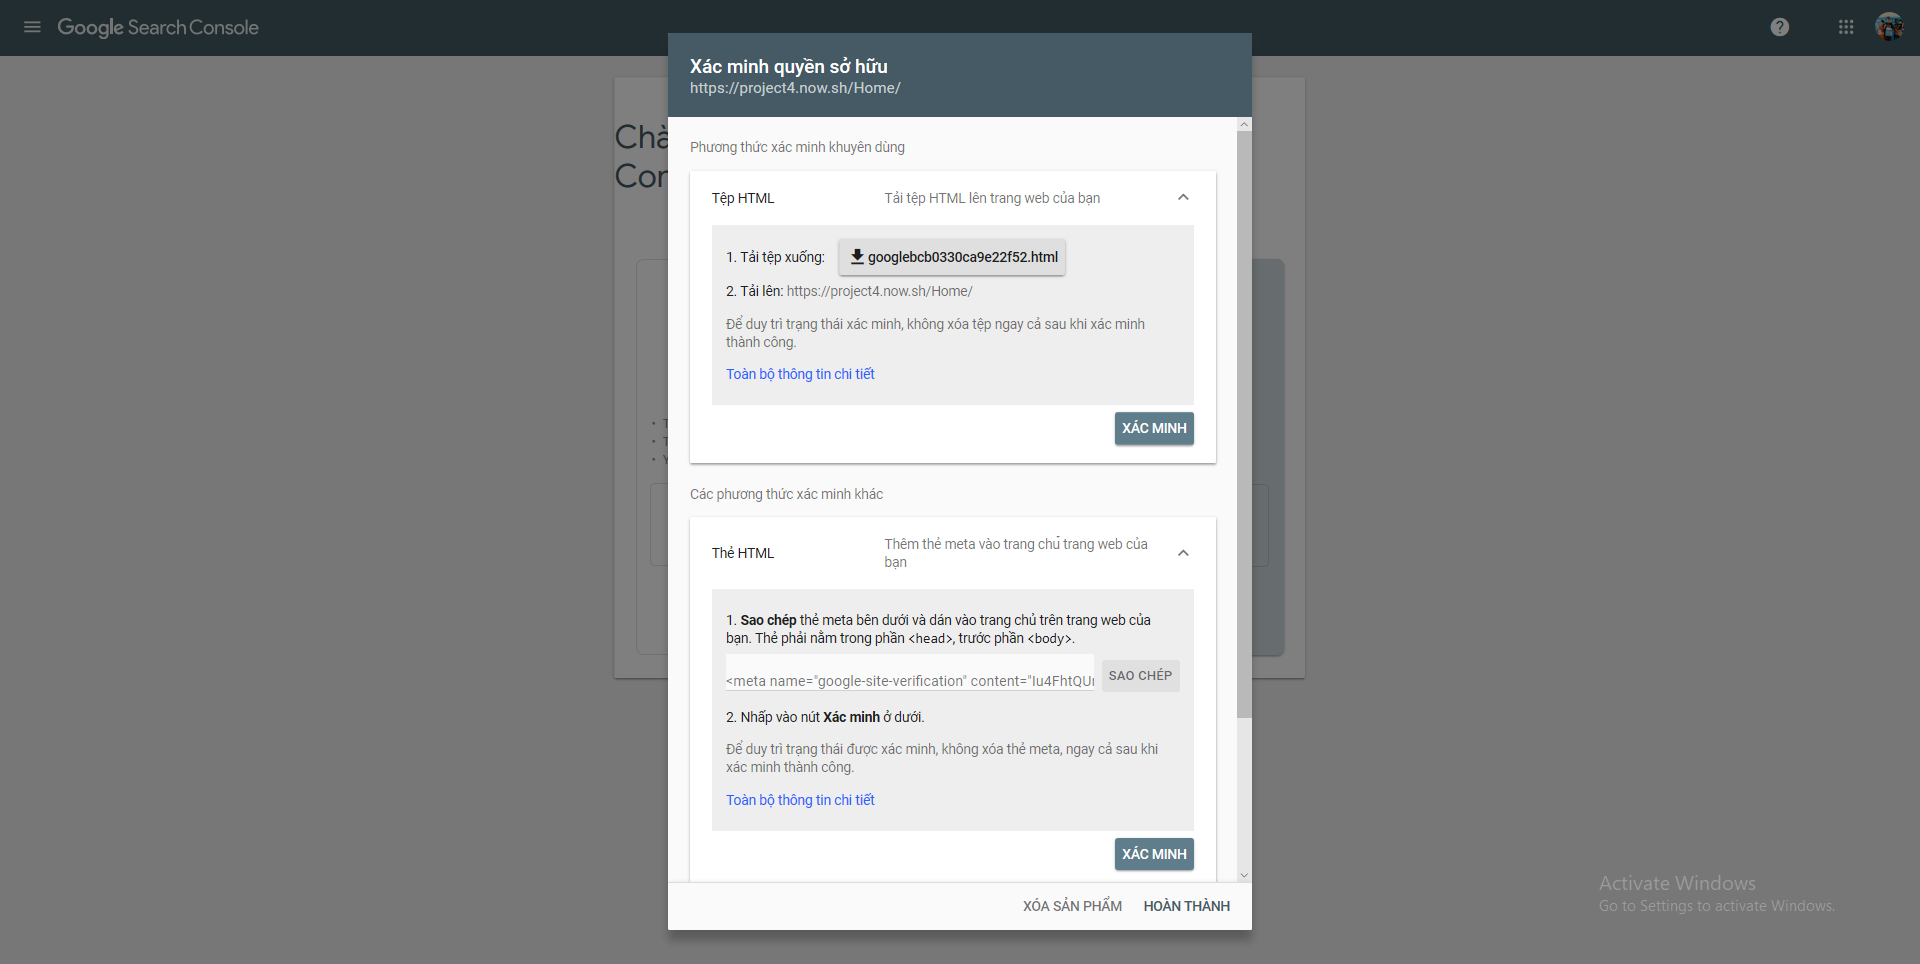 Google Search Console
Xác minh quyền sở hữu
https://project4.now.sh/Home/
Phương thức xác minh khuyên dùng
Tệp HTML
Tải tệp HTML lên trang web của bạn
1. Tải tệp xuống:
googlebcb0330ca9e22f52.html
2. Tải lên: https://project4.now.sh/Home/
Để duy trì trạng thái xác minh, không xóa tệp ngay cả sau khi xác minh
thành công.
Toàn bộ thông tin chi tiết
XÁC MINH
Các phương thức xác minh khác
Thẻ HTML
Thêm thẻ meta vào trang chủ trang web của
bạn
1. Sao chép thẻ meta bên dưới và dán vào trang chủ trên trang web của
bạn. Thẻ phải nằm trong phần <head>, trước phần <body>.
<meta name="google-site-verification" content="Iu4FhtQU
SAO CHÉP
2. Nhấp vào nút Xác minh ở dưới.
Để duy trì trạng thái được xác minh, không xóa thẻ meta, ngay cả sau khi
xác minh thành công.
Toàn bộ thông tin chi tiết
XÁC MINH
XÓA SẢN PHẨM
HOÀN THÀNH
Activate Windows
Go to Settings to activate Windows.